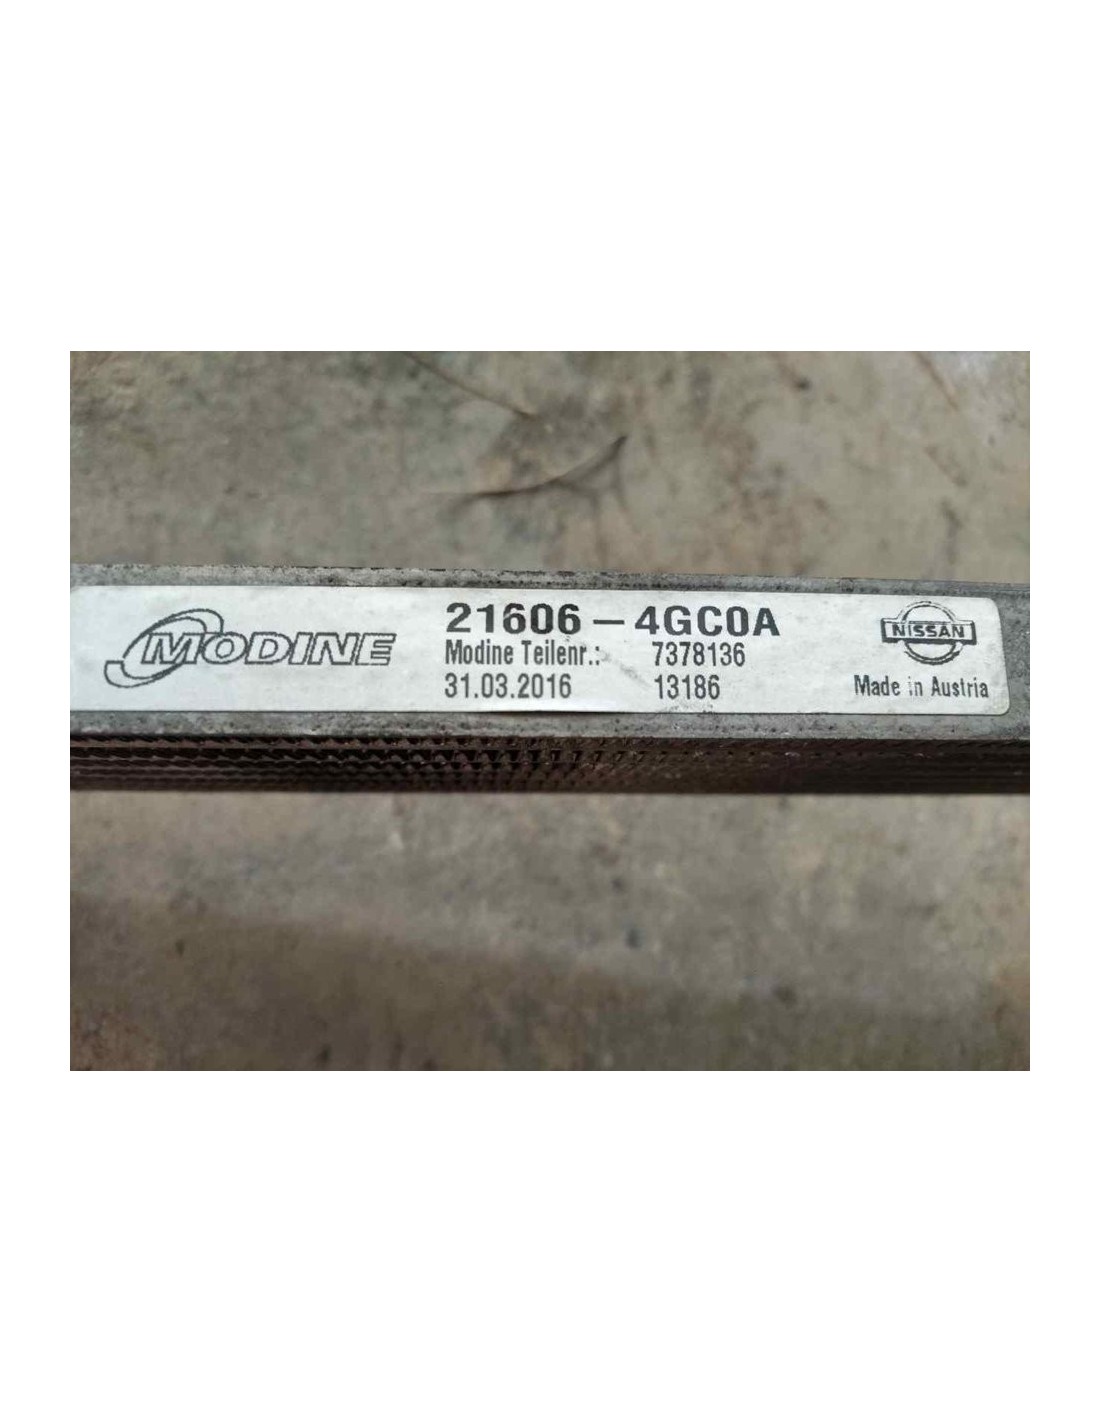 MODINE
21606-4GC0A
Modine Teilenr.: 7378136
31.03.2016 13186
NISSAN
Made in Austria